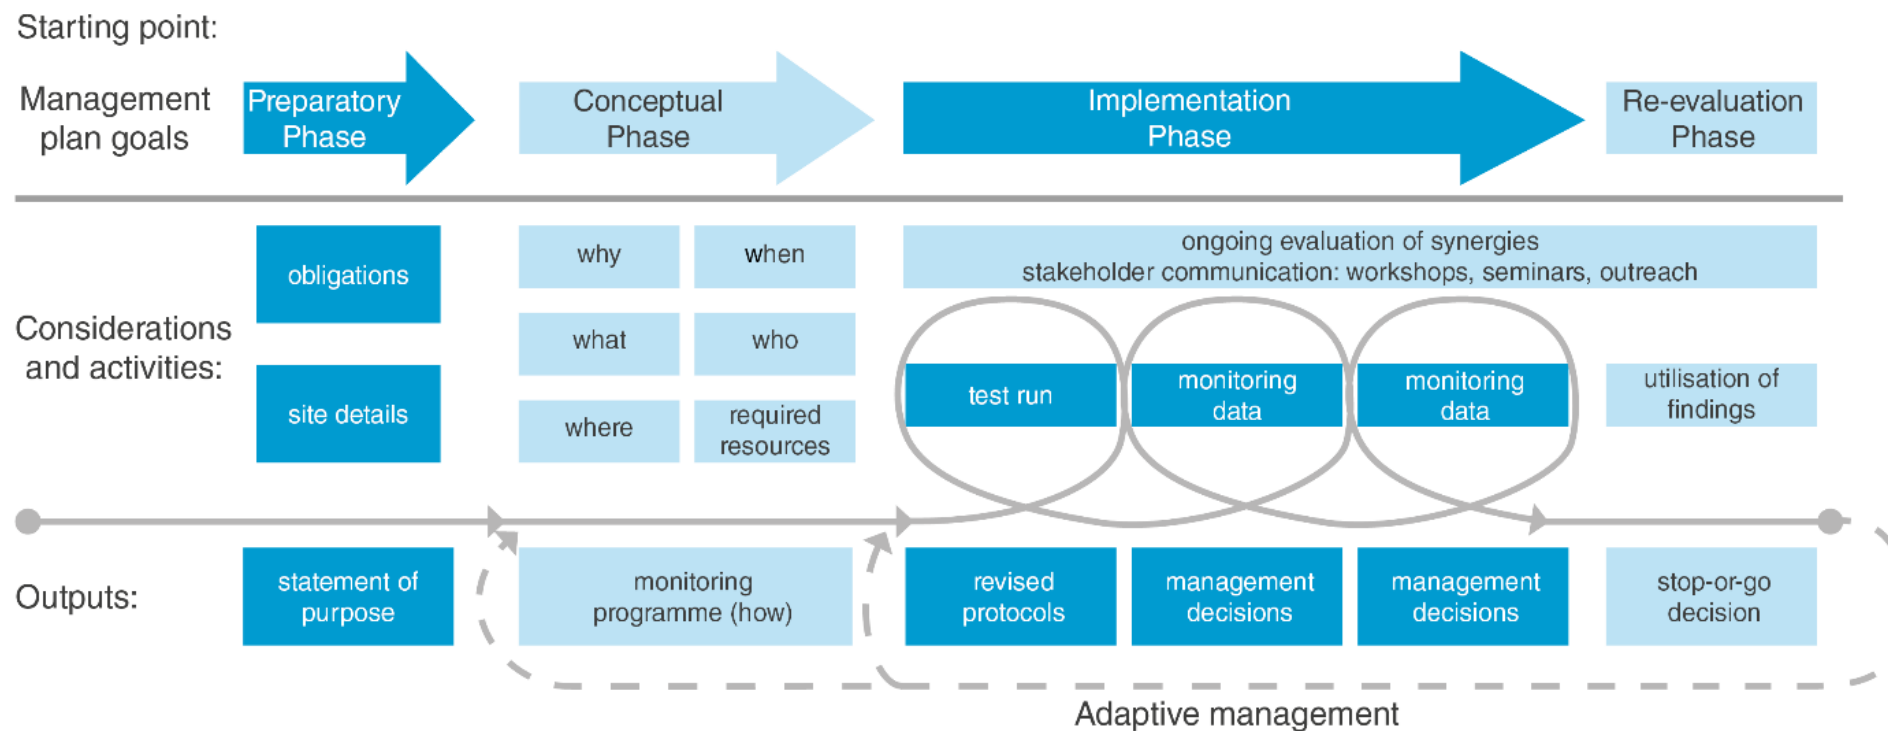 Starting point:
Management
plan goals
Preparatory
Phase
Conceptual
Phase
Implementation
Phase
Re-evaluation
Phase
Considerations
and activities:
obligations
site details
why
when
what
who
where
required
resources
ongoing evaluation of synergies
stakeholder communication: workshops, seminars, outreach
test run
monitoring
data
monitoring
data
utilisation of
findings
Outputs:
statement of
purpose
monitoring
programme (how)
revised
protocols
management
decisions
management
decisions
stop-or-go
decision
Adaptive management